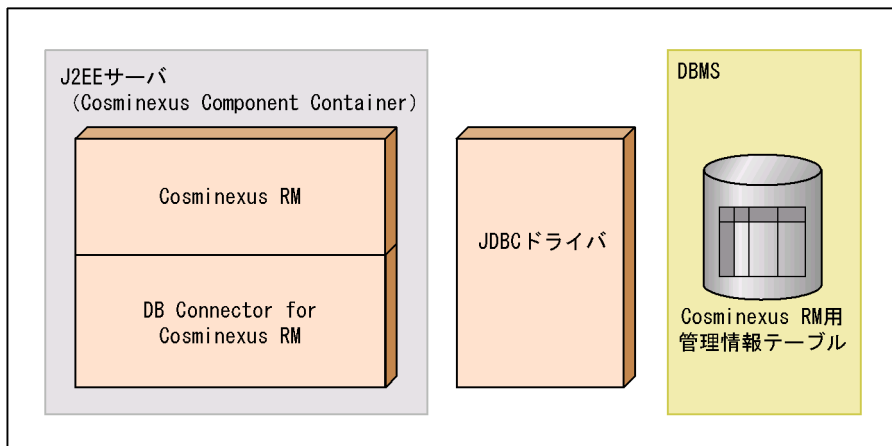 J2EEサーバ
（Cosminexus Component Container）
Cosminexus RM
DB Connector for
Cosminexus RM
JDBCドライバ
DBMS
Cosminexus RM用
管理情報テーブル